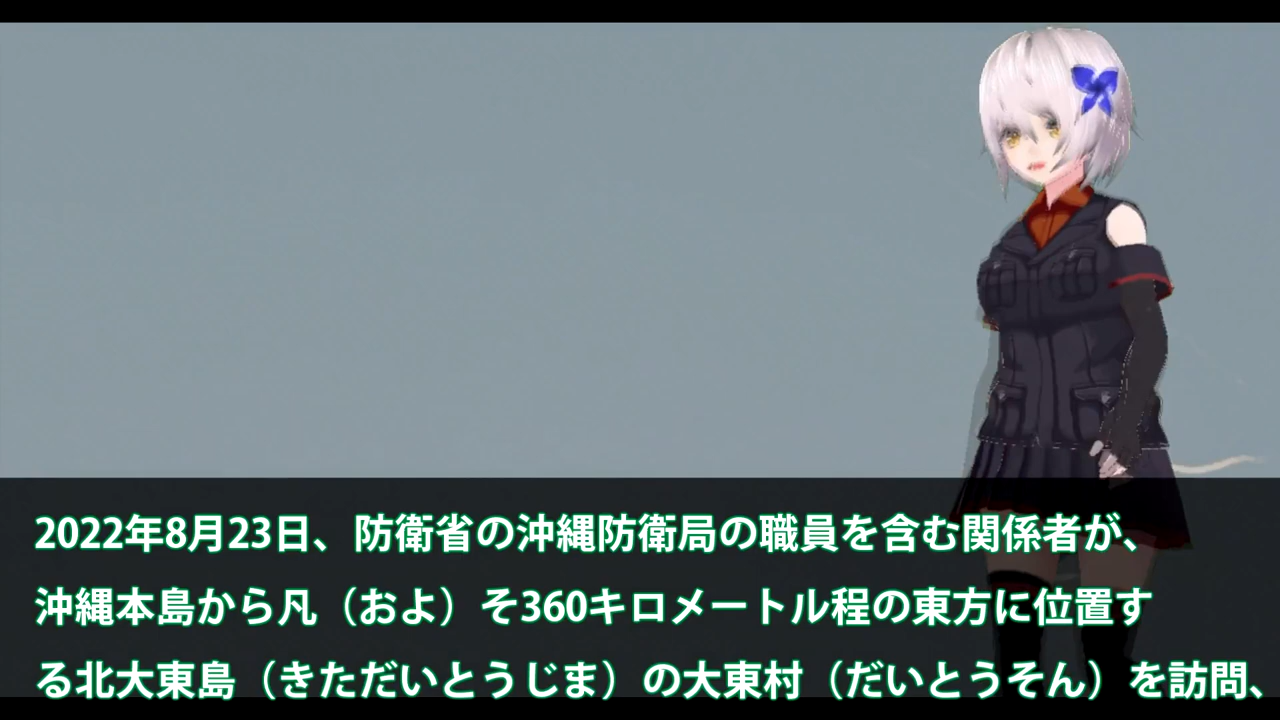 2022年8月23日、防衛省の沖縄防衛局の職員を含む関係者が、
沖縄本島から凡（およ）そ360キロメートル程の東方に位置す
る北大東島（きただいとうじま）の大東村（だいとうそん）を訪問、